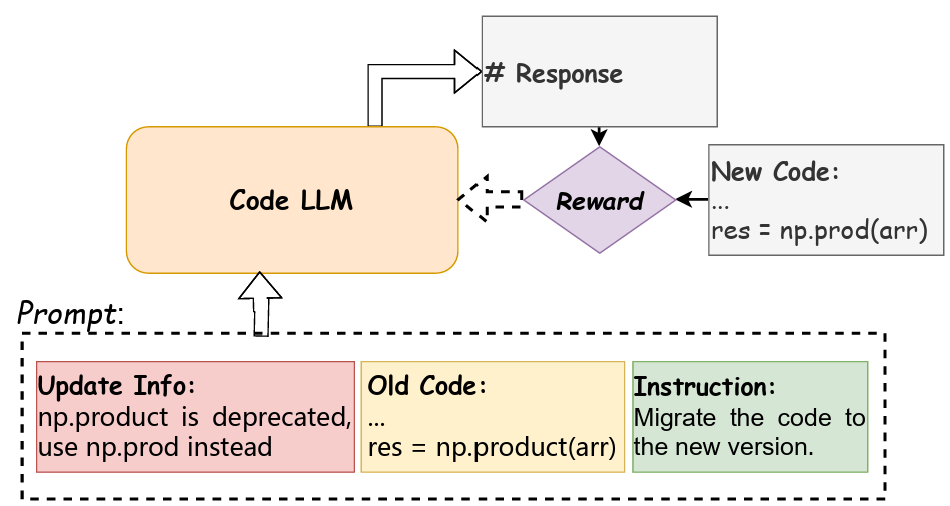 # Response
Code LLM
Reward
New Code:
...
res = np.prod(arr)
Prompt:
Update Info:
np.product is deprecated,
use np.prod instead
Old Code:
...
res = np.product(arr)
Instruction:
Migrate the code to
the new version.